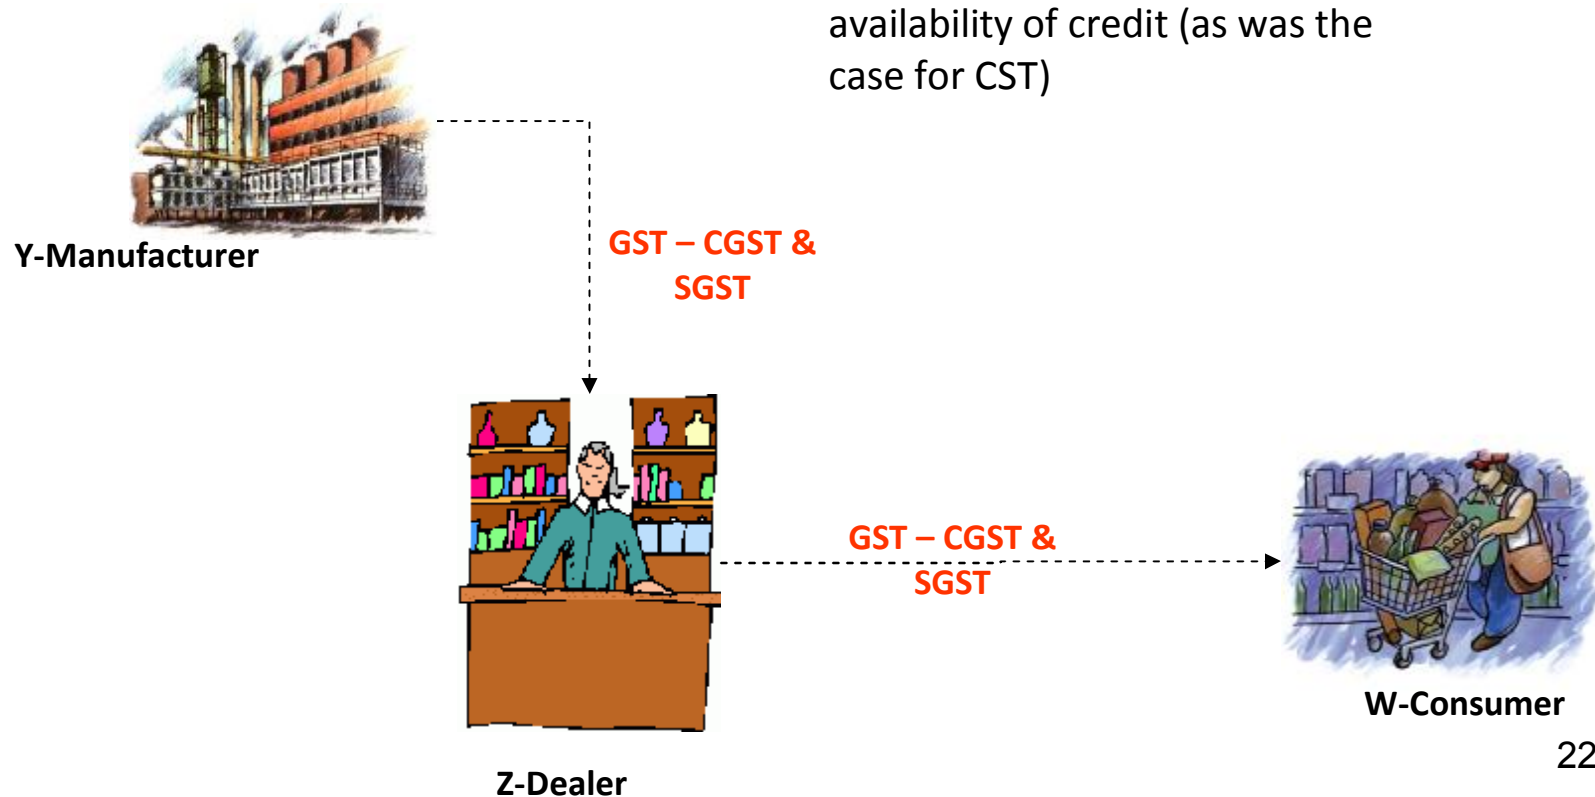 availability of credit (as was the
case for CST)
Y-Manufacturer
GST – CGST &
SGST
GST – CGST &
SGST
W-Consumer
22
Z-Dealer